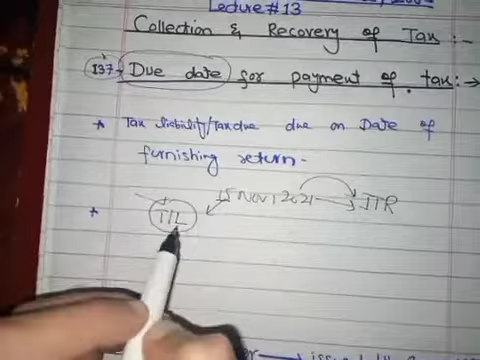 Lecture #13
Collection & Recovery of Tax :-
137 Due date for payment of tax :→
* Tax liability/Tax due due on Date of
furnishing return.
15 Nov 2021 → ITR
* T/L